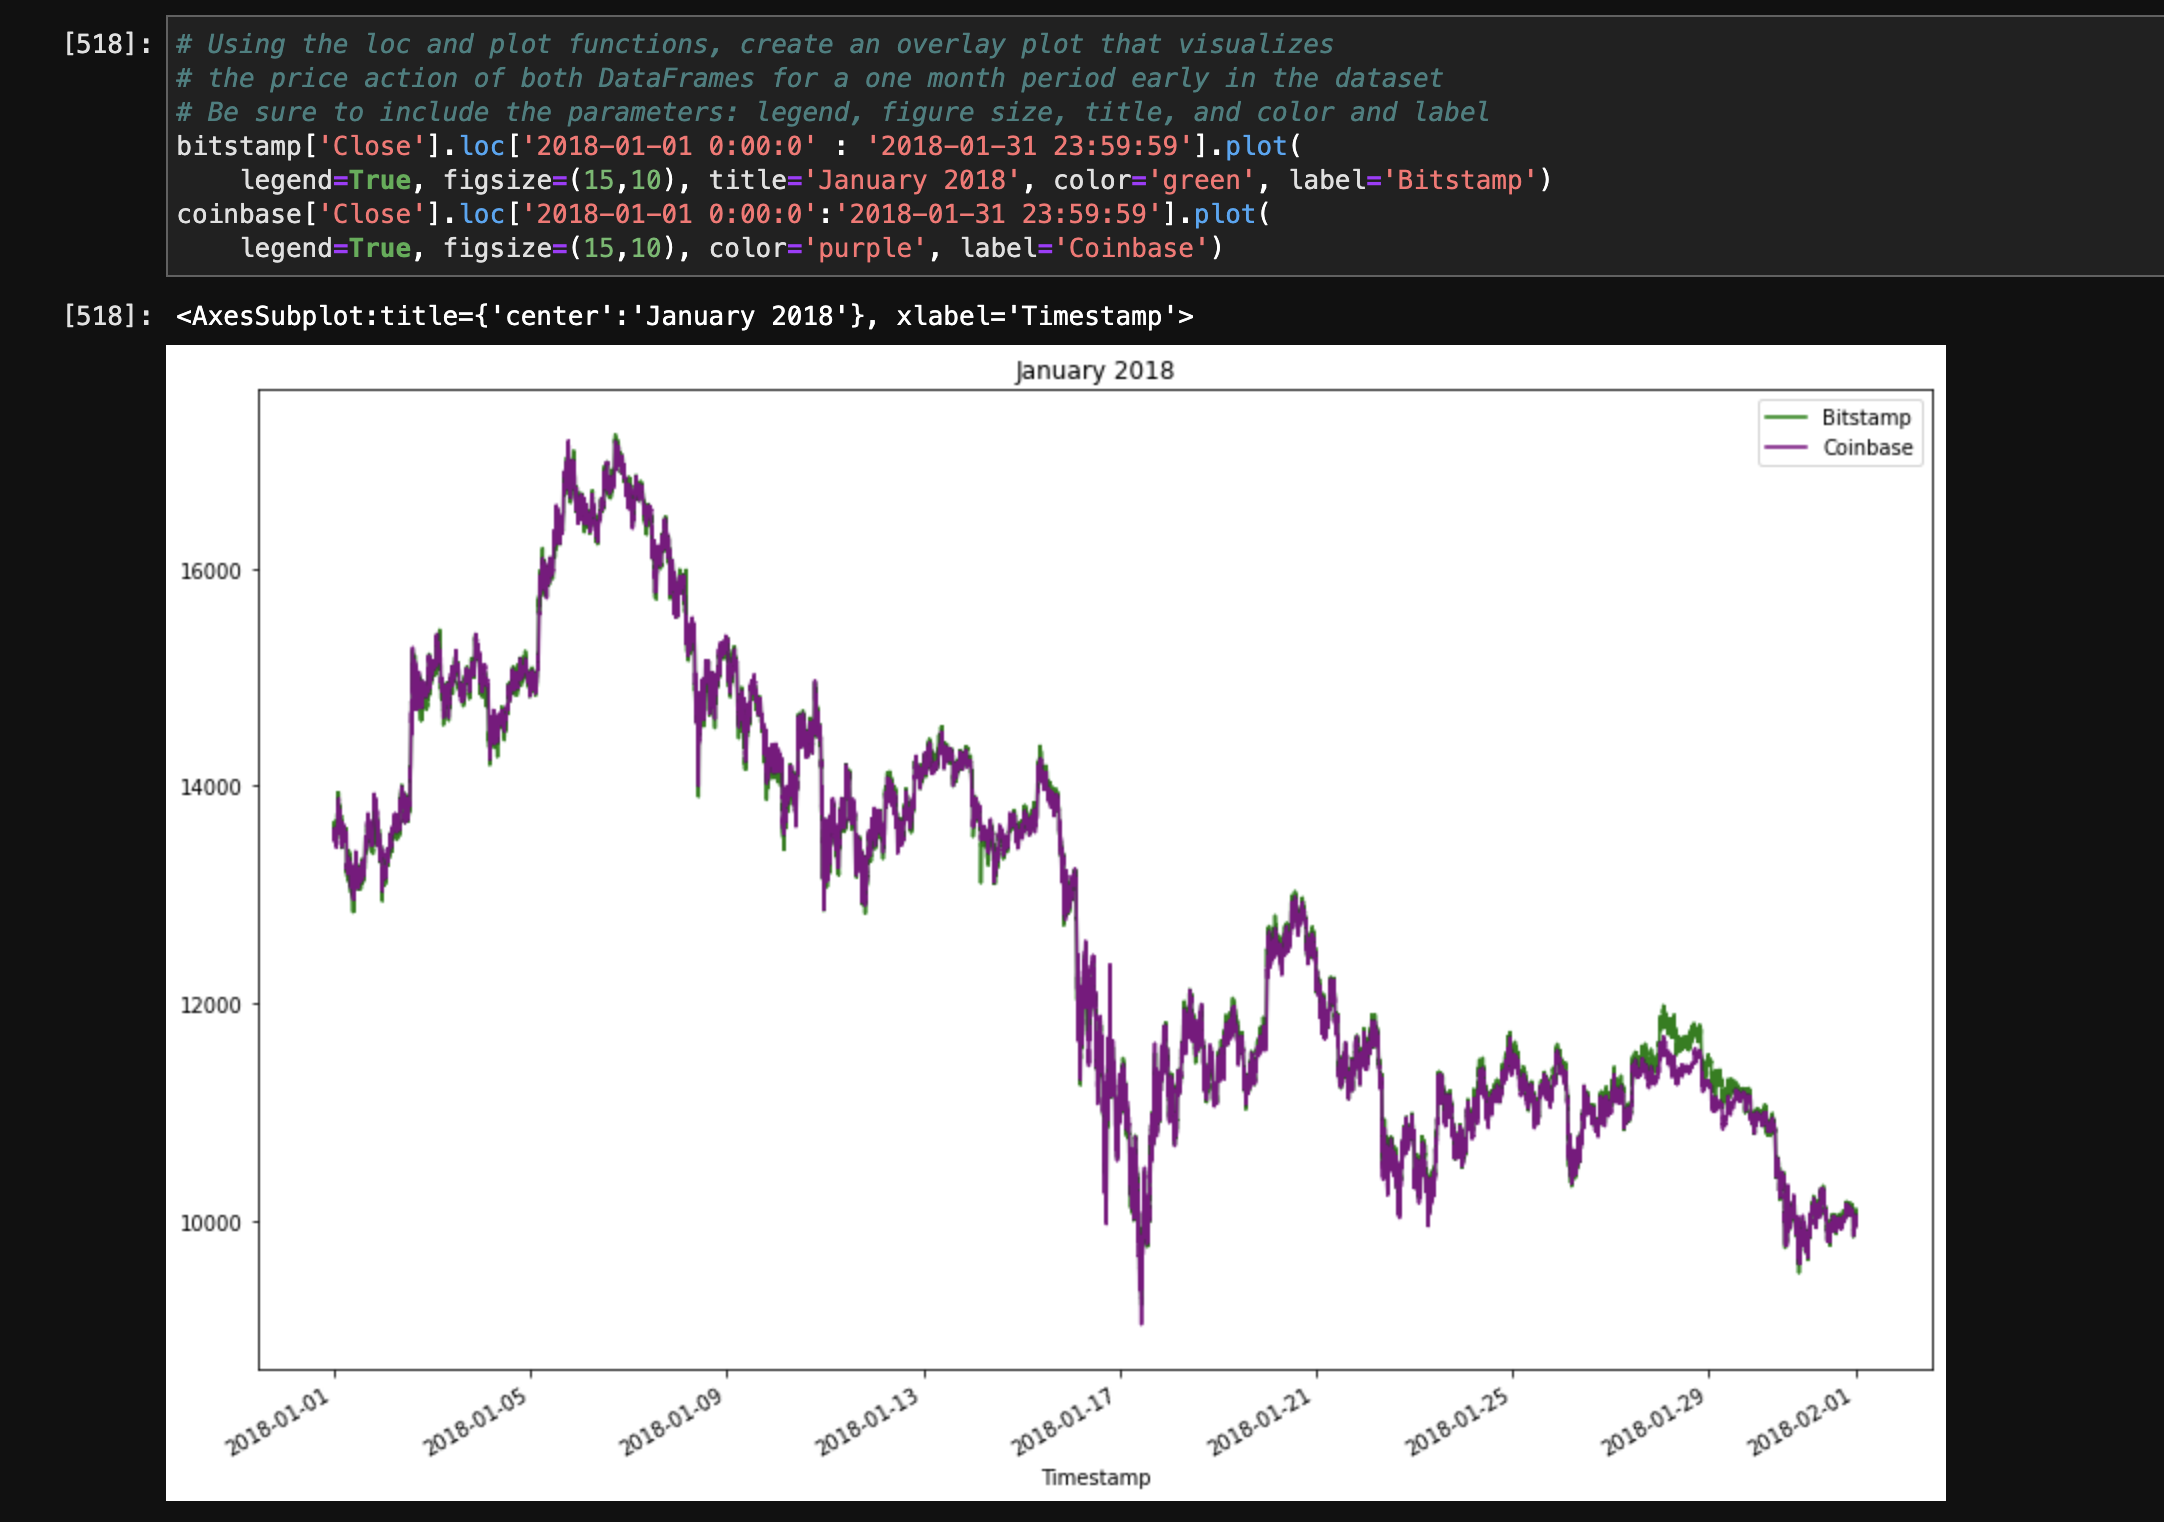 [518]: # Using the loc and plot functions, create an overlay plot that visualizes
# the price action of both DataFrames for a one month period early in the dataset
# Be sure to include the parameters: legend, figure size, title, and color and label
bitstamp['Close'].loc['2018-01-01 0:00:0' : '2018-01-31 23:59:59'].plot(
    legend=True, figsize=(15,10), title='January 2018', color='green', label='Bitstamp')
coinbase['Close'].loc['2018-01-01 0:00:0':'2018-01-31 23:59:59'].plot(
    legend=True, figsize=(15,10), color='purple', label='Coinbase')
[518]: <AxesSubplot:title={'center':'January 2018'}, xlabel='Timestamp'>
January 2018
Bitstamp
Coinbase
16000
14000
12000
10000
2018-01-01
2018-01-05
2018-01-09
2018-01-13
2018-01-17
2018-01-21
2018-01-25
2018-01-29
2018-02-01
Timestamp